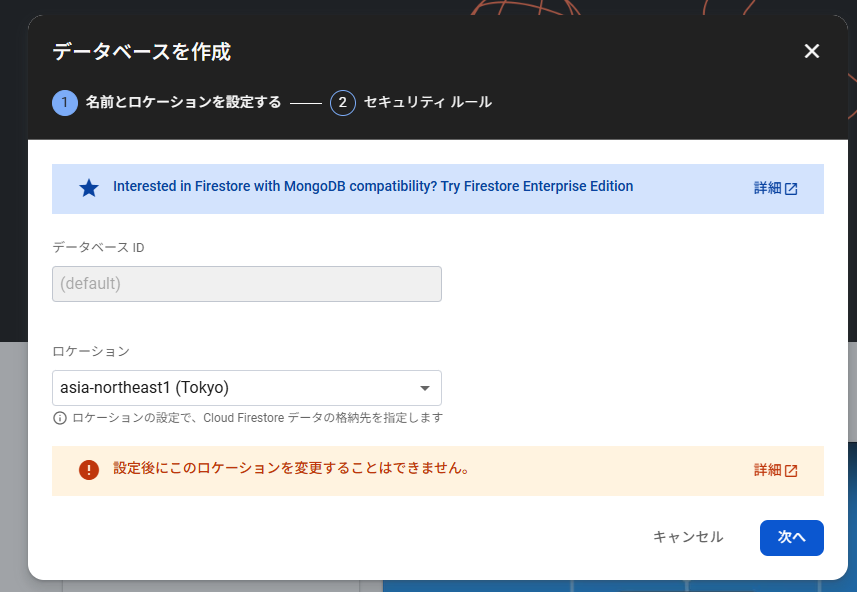 データベースを作成
1 名前とロケーションを設定する 2 セキュリティ ルール
Interested in Firestore with MongoDB compatibility? Try Firestore Enterprise Edition 詳細
データベース ID
(default)
ロケーション
asia-northeast1 (Tokyo)
ロケーションの設定で、Cloud Firestore データの格納先を指定します
設定後にこのロケーションを変更することはできません。 詳細
キャンセル 次へ